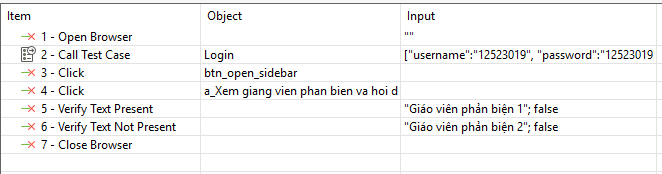 Item Object Input
1 - Open Browser ""
2 - Call Test Case Login ["username":"12523019", "password":"12523019
3 - Click btn_open_sidebar
4 - Click a_Xem giang vien phan bien va hoi d
5 - Verify Text Present "Giáo viên phản biện 1"; false
6 - Verify Text Not Present "Giáo viên phản biện 2"; false
7 - Close Browser